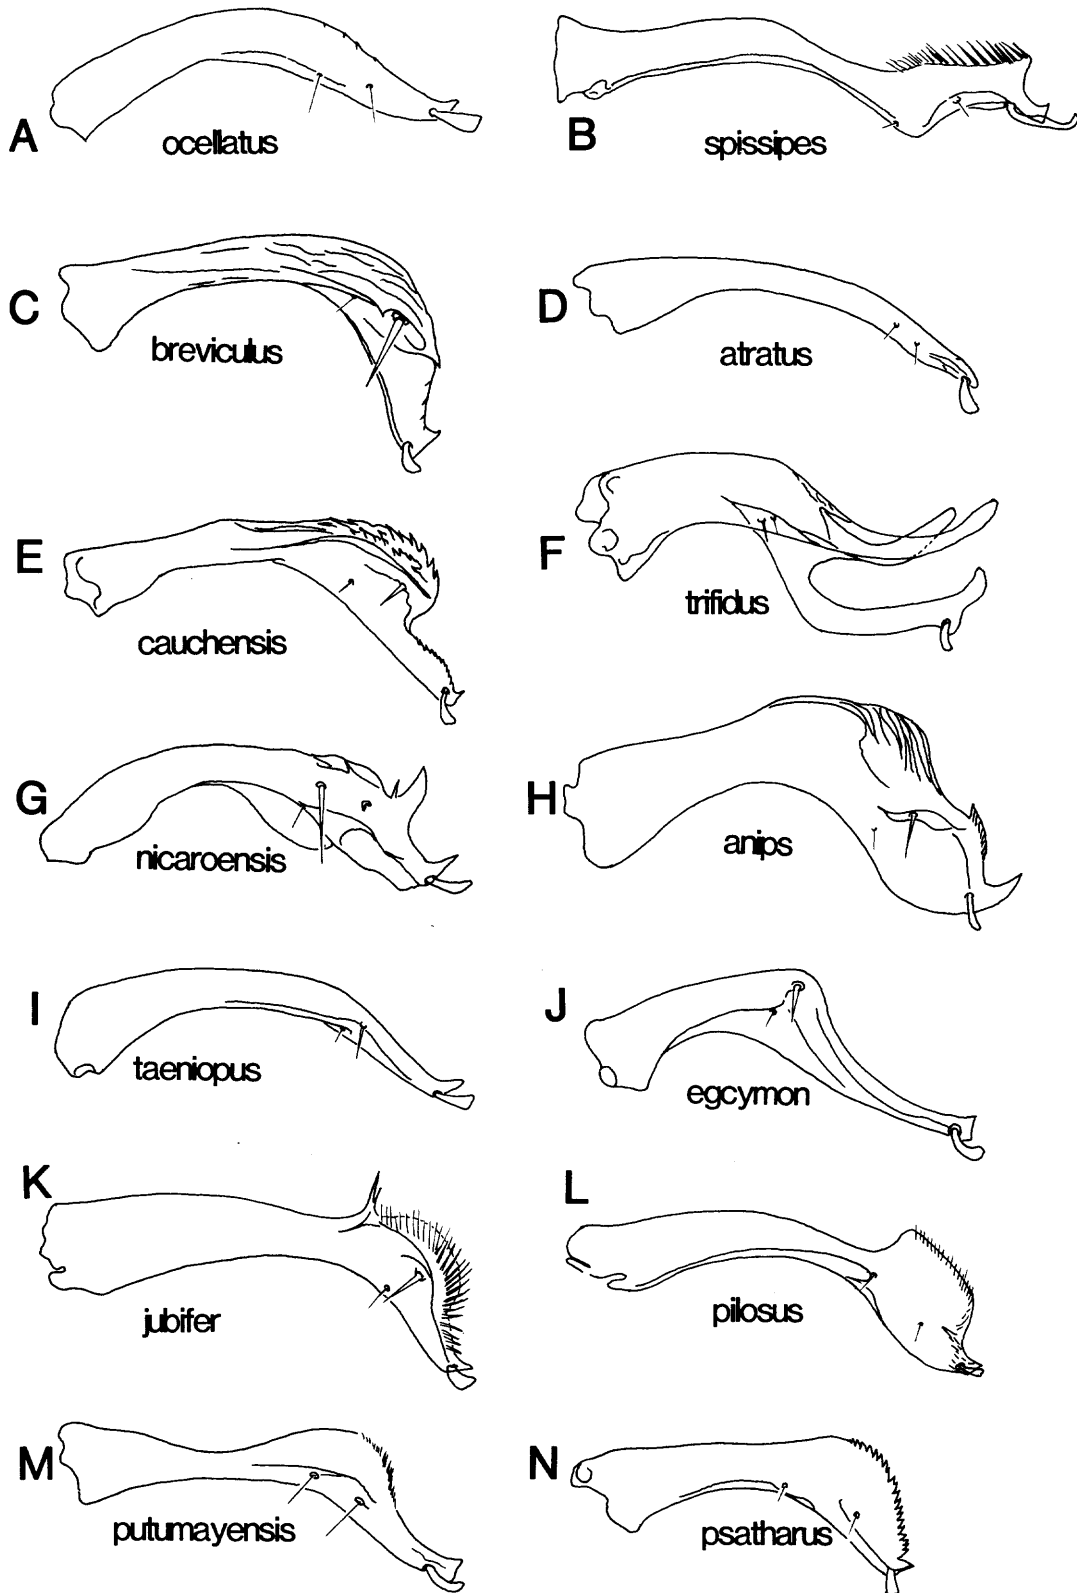 A
ocellatus
B
spissipes
C
breviculus
D
atratus
E
cauchensis
F
trifidus
G
nicaroensis
H
anips
I
taeniopus
J
egcymon
K
jubifer
L
pilosus
M
putumayensis
N
psatharus